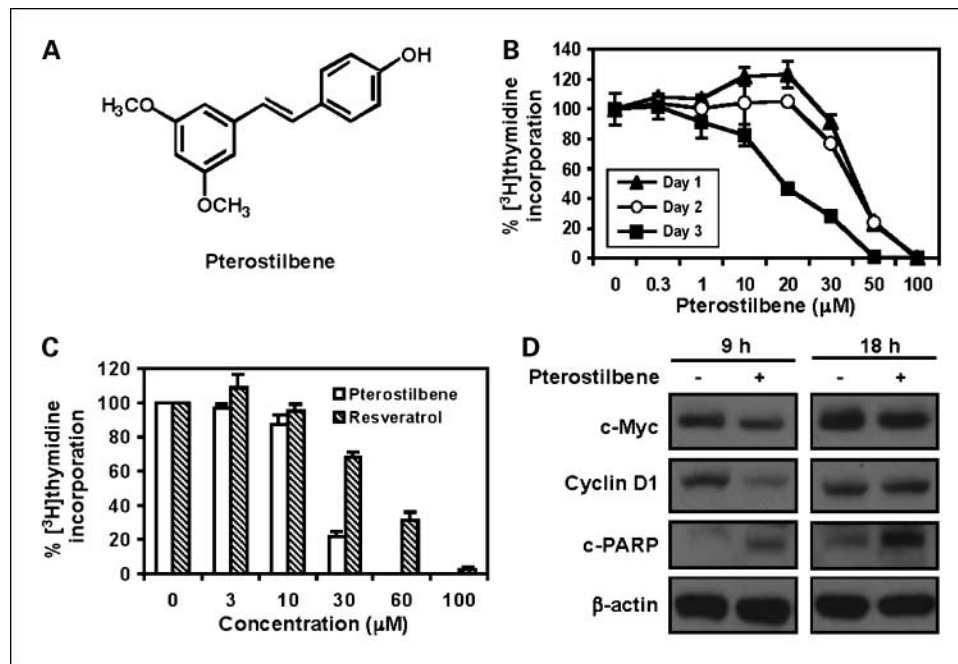 A
OH
H₃CO
OCH₃
Pterostilbene
B
% [³H]thymidine
incorporation
140
120
100
80
60
40
20
0
Day 1
Day 2
Day 3
0 0.3 1 10 20 30 50 100
Pterostilbene (μM)
C
% [³H]thymidine
incorporation
120
100
80
60
40
20
0
Pterostilbene
Resveratrol
0 3 10 30 60 100
Concentration (μM)
D
9 h 18 h
Pterostilbene - + - +
c-Myc
Cyclin D1
c-PARP
β-actin